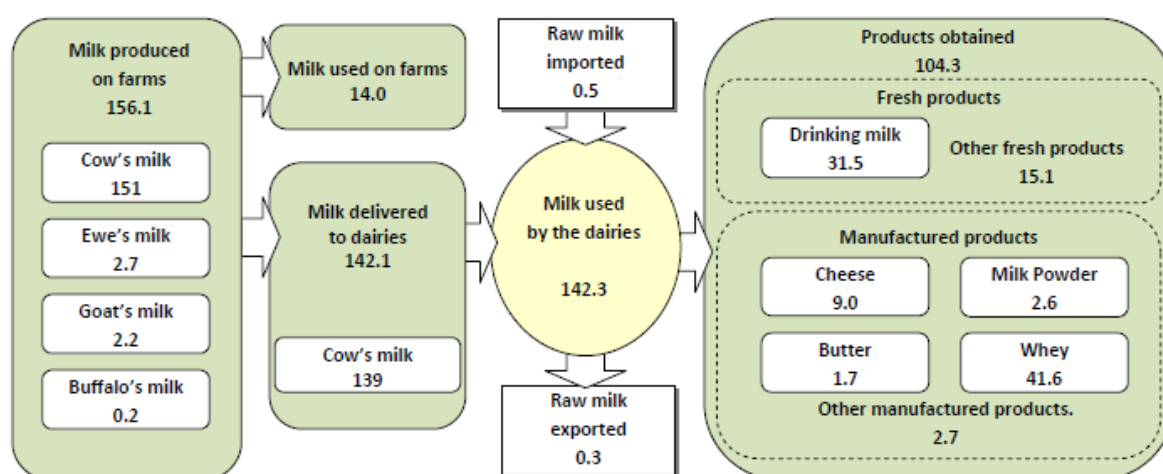 Milk produced
on farms
156.1
Cow's milk
151
Ewe's milk
2.7
Goat's milk
2.2
Buffalo's milk
0.2
Milk used on farms
14.0
Milk delivered
to dairies
142.1
Cow's milk
139
Raw milk
imported
0.5
Milk used
by the dairies
142.3
Raw milk
exported
0.3
Products obtained
104.3
Fresh products
Drinking milk
31.5
Other fresh products
15.1
Manufactured products
Cheese
9.0
Milk Powder
2.6
Butter
1.7
Whey
41.6
Other manufactured products.
2.7